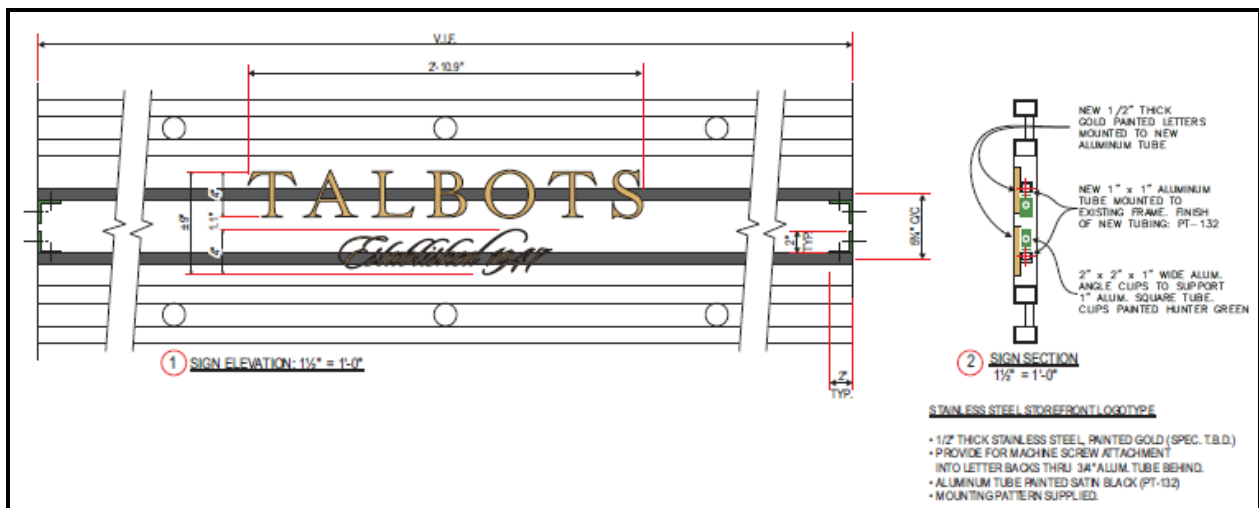 V.I.F.
2'-10.9"
TALBOTS
4"
±9"
1.1"
4"
Established 1947
2"
TYP.
5¼" C/C
1 SIGN ELEVATION: 1½" = 1'-0"
2"
TYP.
NEW 1/2" THICK
GOLD PAINTED LETTERS
MOUNTED TO NEW
ALUMINUM TUBE
NEW 1" x 1" ALUMINUM
TUBE MOUNTED TO
EXISTING FRAME. FINISH
OF NEW TUBING: PT-132
2" x 2" x 1" WIDE ALUM.
ANGLE CLIPS TO SUPPORT
1" ALUM. SQUARE TUBE.
CLIPS PAINTED HUNTER GREEN
2 SIGN SECTION
1½" = 1'-0"
STAINLESS STEEL STOREFRONT LOGOTYPE
• 1/2" THICK STAINLESS STEEL, PAINTED GOLD (SPEC. T.B.D.)
• PROVIDE FOR MACHINE SCREW ATTACHMENT
INTO LETTER BACKS THRU 3/4" ALUM. TUBE BEHIND.
• ALUMINUM TUBE PAINTED SATIN BLACK (PT-132)
• MOUNTING PATTERN SUPPLIED.